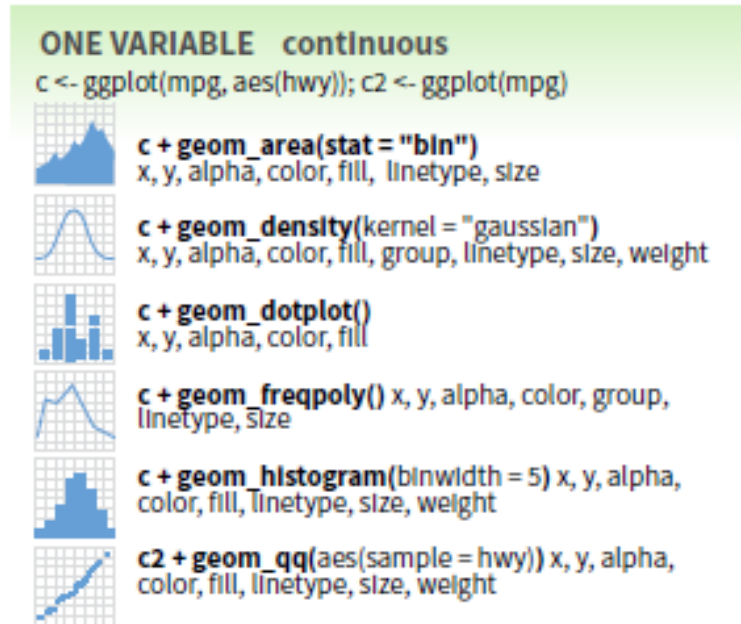 ONE VARIABLE continuous
c <- ggplot(mpg, aes(hwy)); c2 <- ggplot(mpg)
c + geom_area(stat = "bin")
x, y, alpha, color, fill, linetype, size
c + geom_density(kernel = "gaussian")
x, y, alpha, color, fill, group, linetype, size, weight
c + geom_dotplot()
x, y, alpha, color, fill
c + geom_freqpoly() x, y, alpha, color, group,
linetype, size
c + geom_histogram(binwidth = 5) x, y, alpha,
color, fill, linetype, size, weight
c2 + geom_qq(aes(sample = hwy)) x, y, alpha,
color, fill, linetype, size, weight